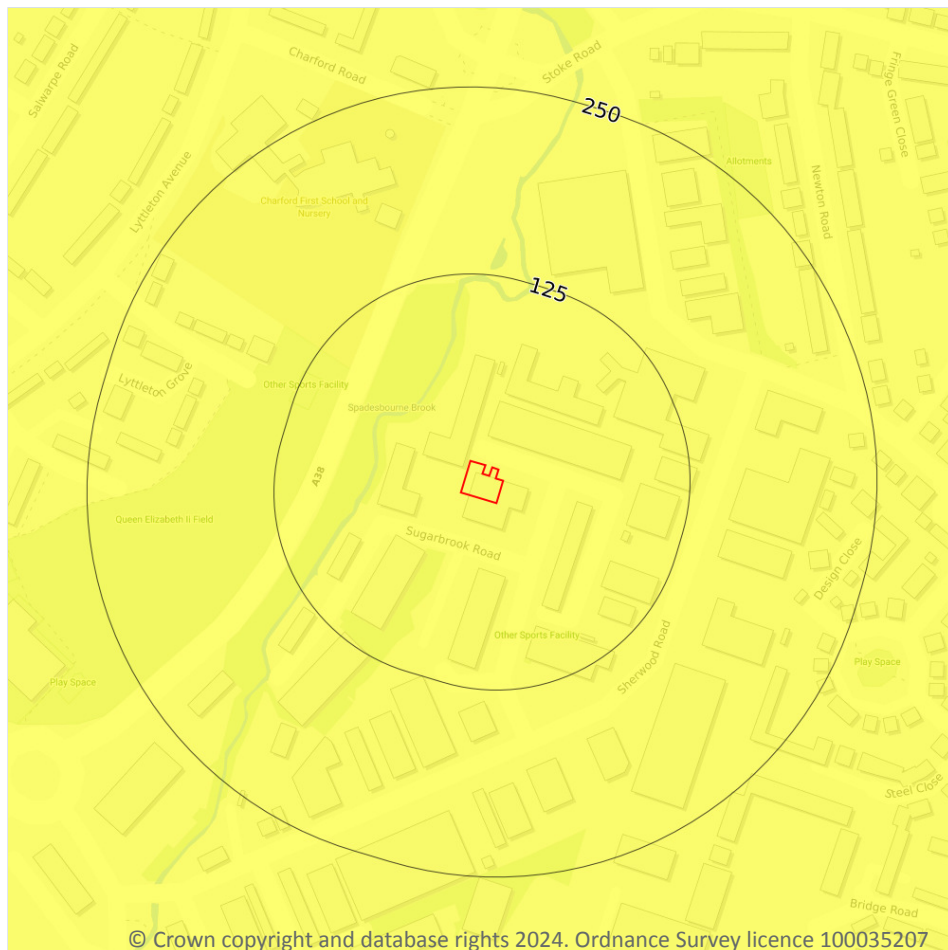 Salwarpe Road
Charford Road
Stoke Road
Fringe Green Close
250
Lyttleton Avenue
Allotments
Newton Road
Charford First School and
Nursery
125
Lyttleton Grove
Other Sports Facility
Spadesbourne Brook
A38
Queen Elizabeth II Field
Sugarbrook Road
Design Close
Other Sports Facility
Sherwood Road
Play Space
Play Space
Steel Close
Bridge Road
© Crown copyright and database rights 2024. Ordnance Survey licence 100035207